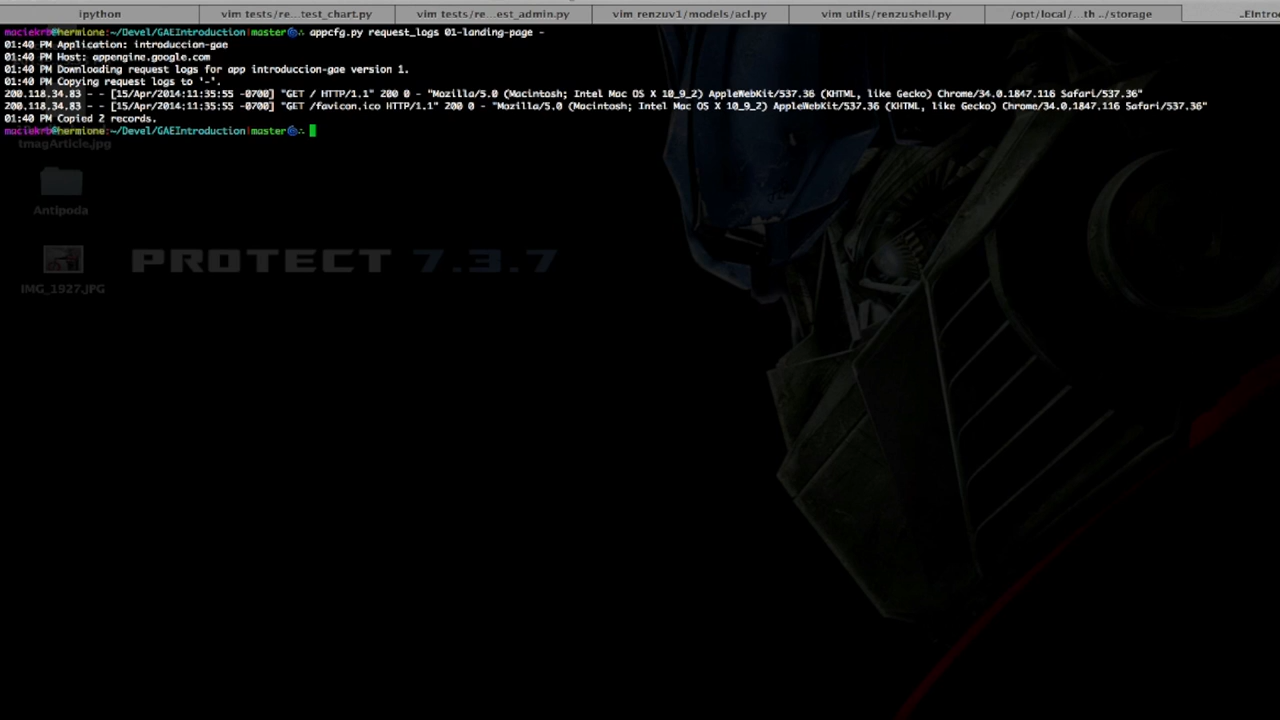 ipython
vim tests/re...test_chart.py
vim tests/re...est_admin.py
vim renzuv1/models/acl.py
vim utils/renzushell.py
/opt/local/...th ../storage
..EIntroc
maciekrb@hermione:~/Devel/GAEIntroduction|master🌀∴ appcfg.py request_logs 01-landing-page -
01:40 PM Application: introduccion-gae
01:40 PM Host: appengine.google.com
01:40 PM Downloading request logs for app introduccion-gae version 1.
01:40 PM Copying request logs to '-'.
200.118.34.83 - - [15/Apr/2014:11:35:55 -0700] "GET / HTTP/1.1" 200 0 - "Mozilla/5.0 (Macintosh; Intel Mac OS X 10_9_2) AppleWebKit/537.36 (KHTML, like Gecko) Chrome/34.0.1847.116 Safari/537.36"
200.118.34.83 - - [15/Apr/2014:11:35:55 -0700] "GET /favicon.ico HTTP/1.1" 200 0 - "Mozilla/5.0 (Macintosh; Intel Mac OS X 10_9_2) AppleWebKit/537.36 (KHTML, like Gecko) Chrome/34.0.1847.116 Safari/537.36"
01:40 PM Copied 2 records.
maciekrb@hermione:~/Devel/GAEIntroduction|master🌀∴
tmagArticle.jpg
Antipoda
PROTECT 7.3.7
IMG_1927.JPG